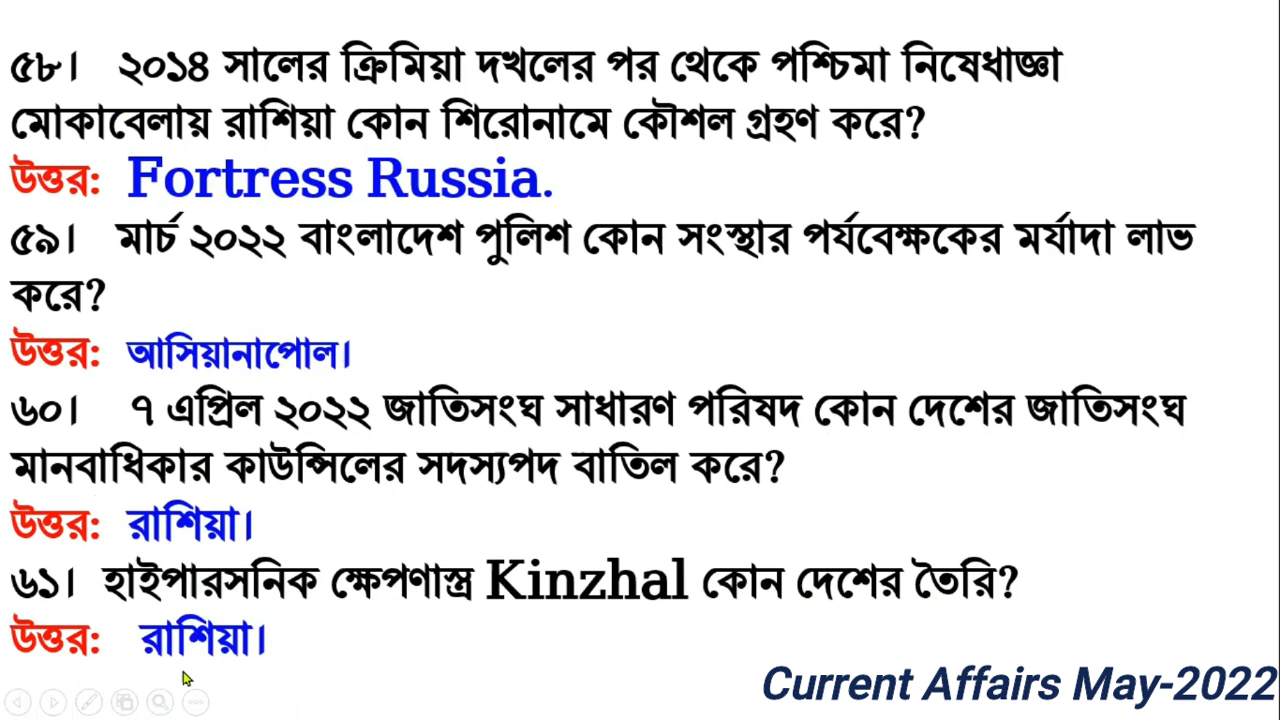 ৫৮। ২০১৪ সালের ক্রিমিয়া দখলের পর থেকে পশ্চিমা নিষেধাজ্ঞা
মোকাবেলায় রাশিয়া কোন শিরোনামে কৌশল গ্রহণ করে?
উত্তর: Fortress Russia.
৫৯। মার্চ ২০২২ বাংলাদেশ পুলিশ কোন সংস্থার পর্যবেক্ষকের মর্যাদা লাভ
করে?
উত্তর: আসিয়ানাপোল।
৬০। ৭ এপ্রিল ২০২২ জাতিসংঘ সাধারণ পরিষদ কোন দেশের জাতিসংঘ
মানবাধিকার কাউন্সিলের সদস্যপদ বাতিল করে?
উত্তর: রাশিয়া।
৬১। হাইপারসনিক ক্ষেপণাস্ত্র Kinzhal কোন দেশের তৈরি?
উত্তর: রাশিয়া।
Current Affairs May-2022